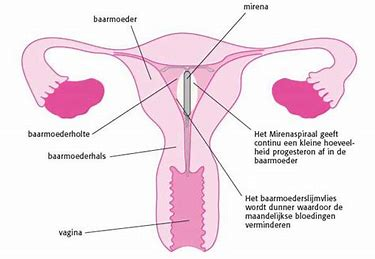 mirena
baarmoeder
baarmoederholte
Het Mirenaspiraal geeft
continu een kleine hoeveel-
heid progesteron af in de
baarmoeder
baarmoederhals
Het baarmoederslijmvlies
wordt dunner waardoor de
maandelijkse bloedingen
verminderen
vagina